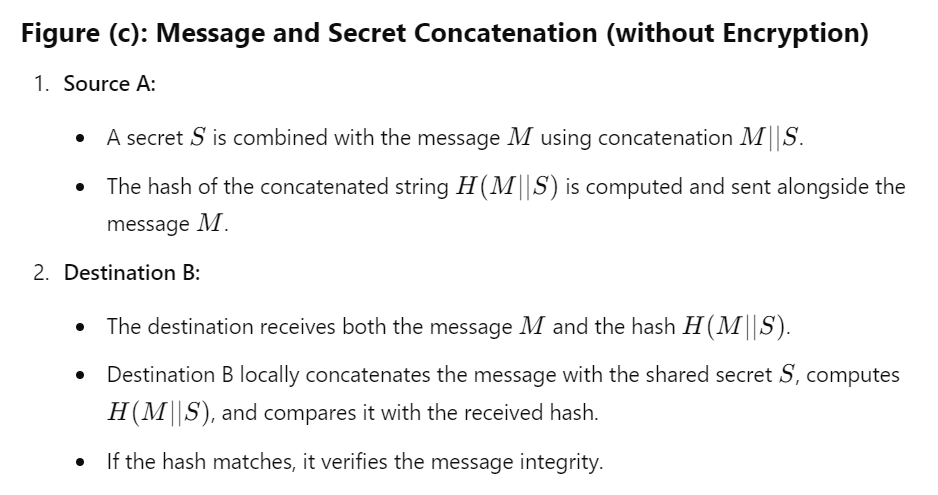 Figure (c): Message and Secret Concatenation (without Encryption)
1. Source A:
• A secret S is combined with the message M using concatenation M||S.
• The hash of the concatenated string H(M||S) is computed and sent alongside the
message M.
2. Destination B:
• The destination receives both the message M and the hash H(M||S).
• Destination B locally concatenates the message with the shared secret S, computes
H(M||S), and compares it with the received hash.
• If the hash matches, it verifies the message integrity.